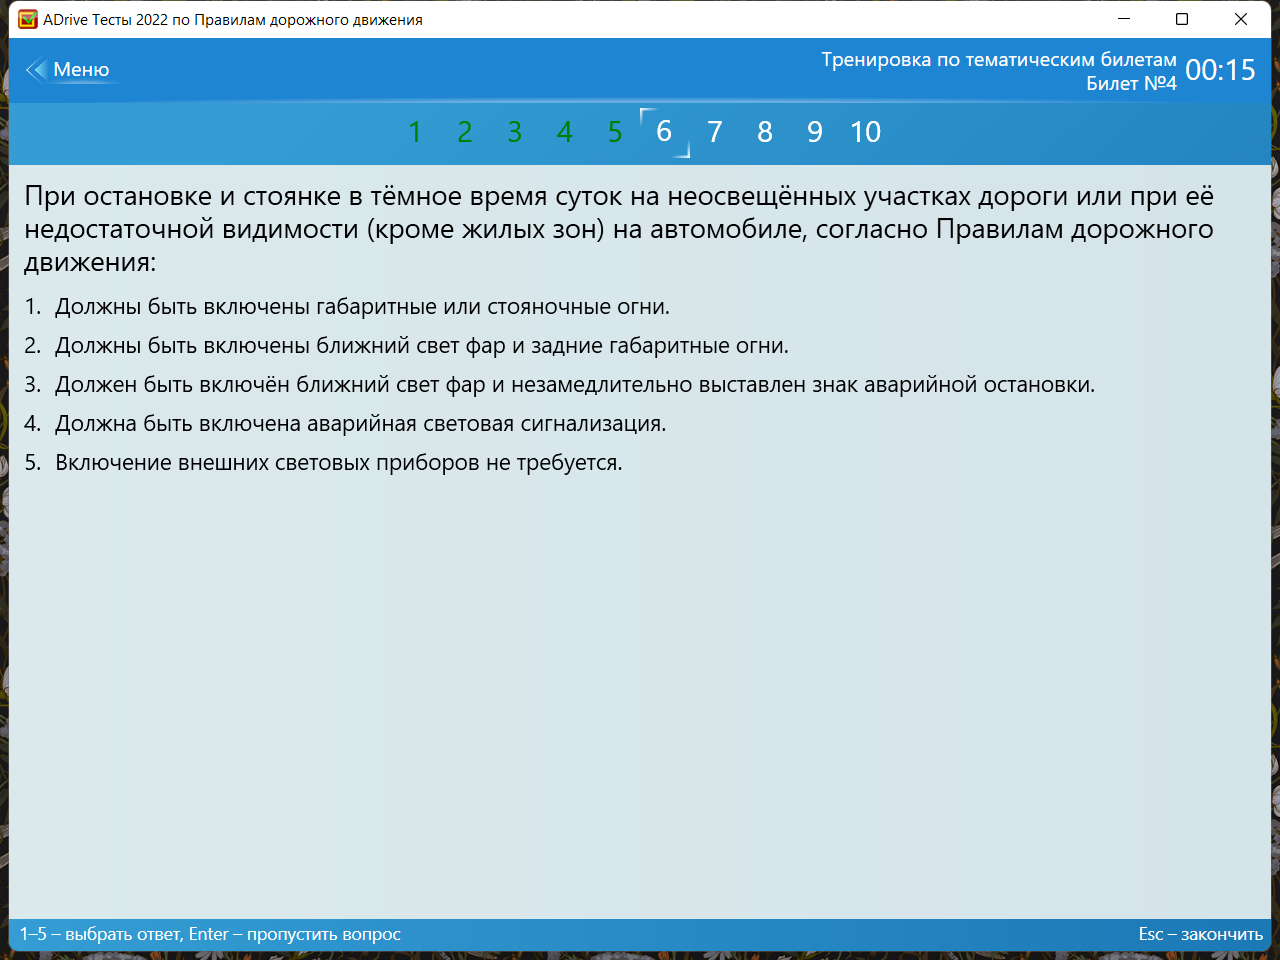 ADrive Тесты 2022 по Правилам дорожного движения
Меню
Тренировка по тематическим билетам
Билет №4
00:15
1 2 3 4 5 6 7 8 9 10
При остановке и стоянке в тёмное время суток на неосвещённых участках дороги или при её
недостаточной видимости (кроме жилых зон) на автомобиле, согласно Правилам дорожного
движения:
1. Должны быть включены габаритные или стояночные огни.
2. Должны быть включены ближний свет фар и задние габаритные огни.
3. Должен быть включён ближний свет фар и незамедлительно выставлен знак аварийной остановки.
4. Должна быть включена аварийная световая сигнализация.
5. Включение внешних световых приборов не требуется.
1–5 – выбрать ответ, Enter – пропустить вопрос
Esc – закончить